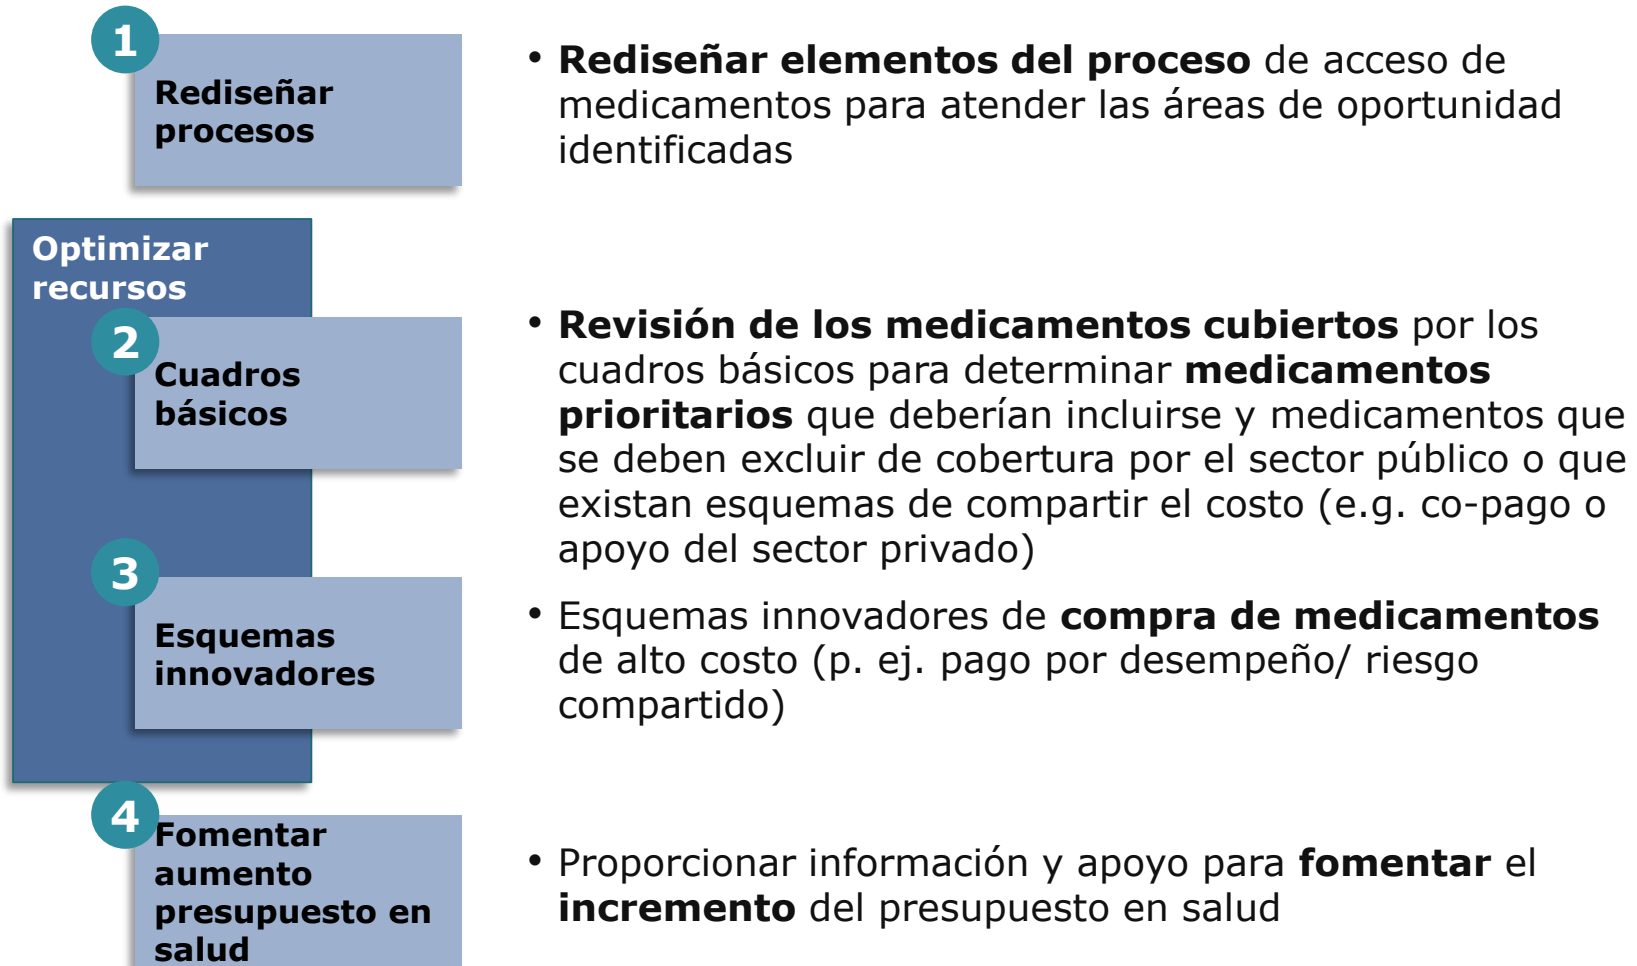 1
Rediseñar
procesos
• Rediseñar elementos del proceso de acceso de
medicamentos para atender las áreas de oportunidad
identificadas
Optimizar
recursos
2
Cuadros
básicos
• Revisión de los medicamentos cubiertos por los
cuadros básicos para determinar medicamentos
prioritarios que deberían incluirse y medicamentos que
se deben excluir de cobertura por el sector público o que
existan esquemas de compartir el costo (e.g. co-pago o
apoyo del sector privado)
3
Esquemas
innovadores
• Esquemas innovadores de compra de medicamentos
de alto costo (p. ej. pago por desempeño/ riesgo
compartido)
4
Fomentar
aumento
presupuesto en
salud
• Proporcionar información y apoyo para fomentar el
incremento del presupuesto en salud